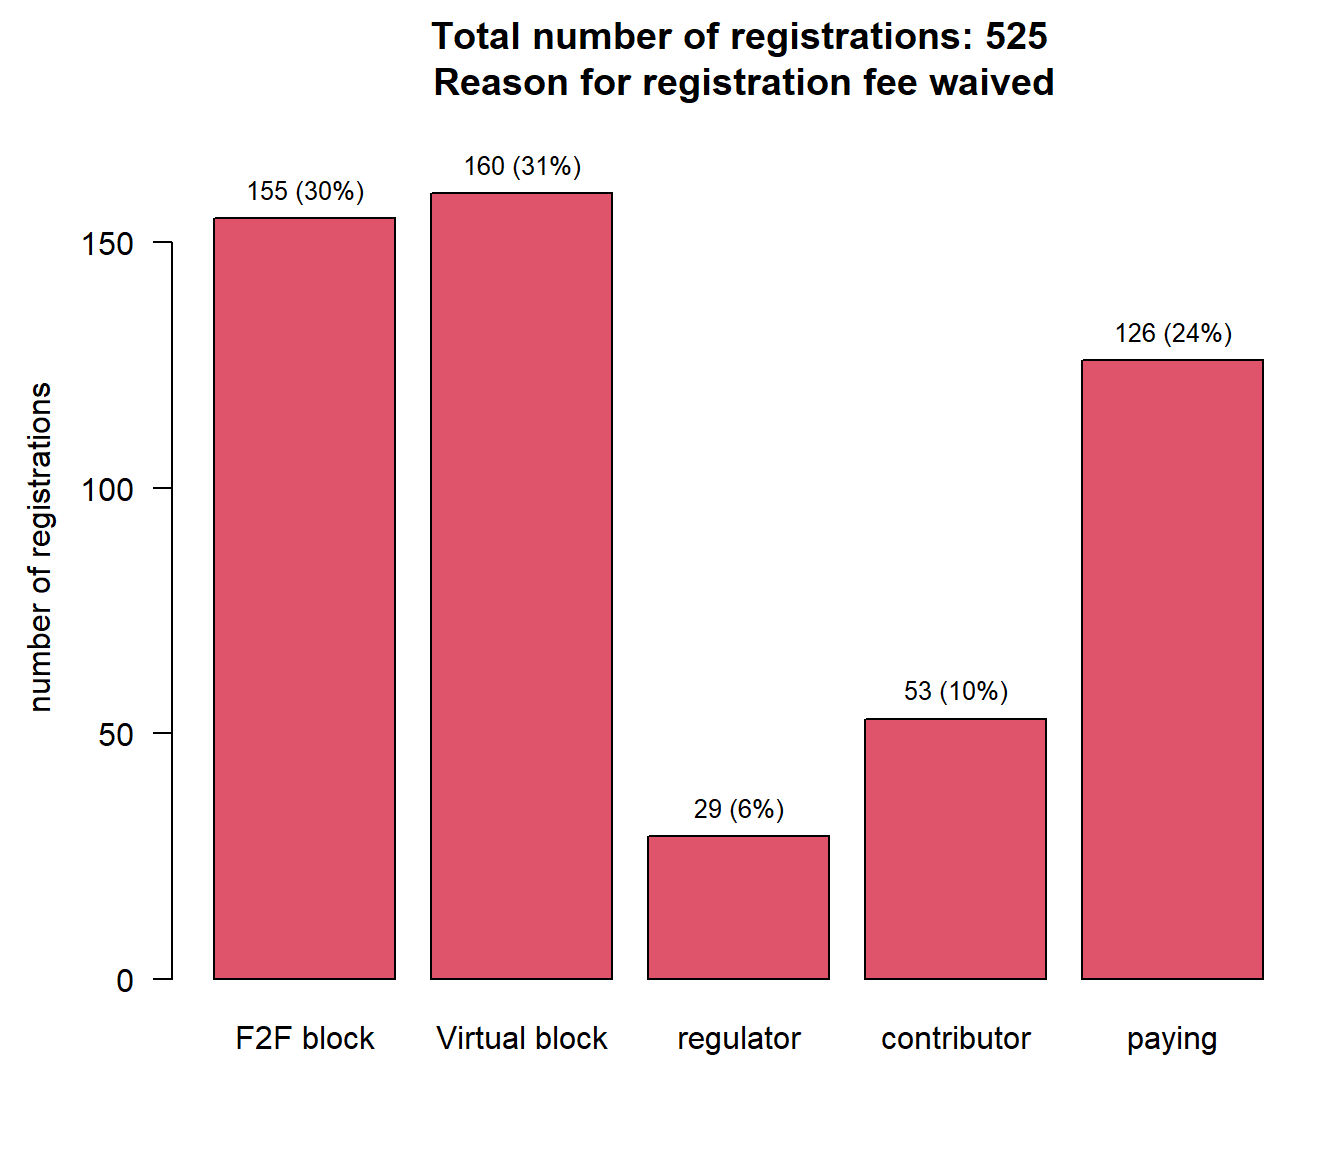 Total number of registrations: 525
Reason for registration fee waived
number of registrations
150
100
50
0
155 (30%)
160 (31%)
29 (6%)
53 (10%)
126 (24%)
F2F block
Virtual block
regulator
contributor
paying